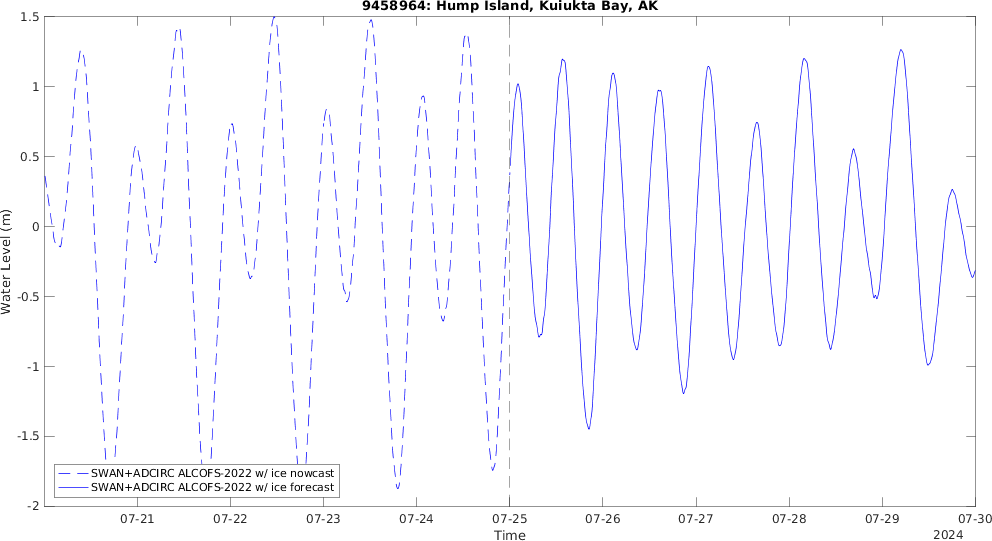 9458964: Hump Island, Kuiukta Bay, AK
Water Level (m)
1.5
1
0.5
0
-0.5
-1
-1.5
-2
SWAN+ADCIRC ALCOFS-2022 w/ ice nowcast
SWAN+ADCIRC ALCOFS-2022 w/ ice forecast
07-21 07-22 07-23 07-24 07-25 07-26 07-27 07-28 07-29 07-30
Time
2024